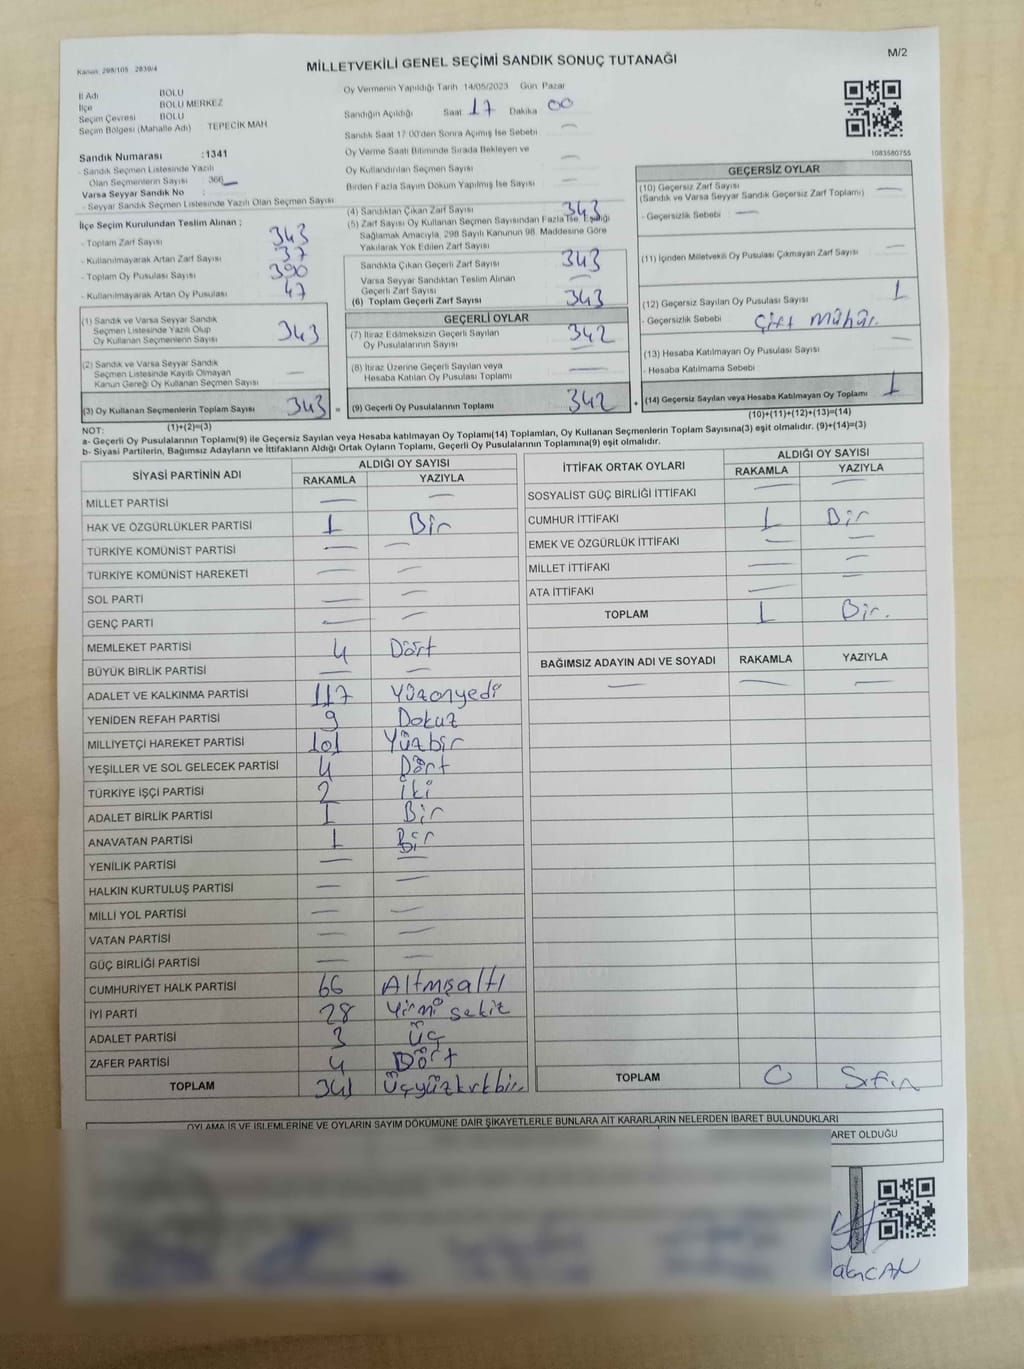 Kanun: 298/105 2839/4
MİLLETVEKİLİ GENEL SEÇİMİ SANDIK SONUÇ TUTANAĞI
M/2
İl Adı BOLU
İlçe BOLU MERKEZ
Seçim Çevresi BOLU
Seçim Bölgesi (Mahalle Adı) TEPECİK MAH
Sandık Numarası :1341
- Sandık Seçmen Listesinde Yazılı
Olan Seçmenlerin Sayısı : 366
Varsa Seyyar Sandık No :
- Seyyar Sandık Seçmen Listesinde Yazılı Olan Seçmen Sayısı
Oy Vermenin Yapıldığı Tarih 14/05/2023 Gün Pazar
Sandığın Açıldığı Saat 17 Dakika 00
Sandık Saat 17:00'den Sonra Açımış İse Sebebi —
Oy Verme Saati Bitiminde Sırada Bekleyen ve
Oy Kullandırılan Seçmen Sayısı —
Birden Fazla Sayım Döküm Yapılmış İse Sayısı —
1083580755
İlçe Seçim Kurulundan Teslim Alınan :
- Toplam Zarf Sayısı 343
- Kullanılmayarak Artan Zarf Sayısı 37
- Toplam Oy Pusulası Sayısı 390
- Kullanılmayarak Artan Oy Pusulası 47
(1) Sandık ve Varsa Seyyar Sandık
Seçmen Listesinde Yazılı Olup
Oy Kullanan Seçmenlerin Sayısı 343
(2) Sandık ve Varsa Seyyar Sandık
Seçmen Listesinde Kayıtlı Olmayan
Kanun Gereği Oy Kullanan Seçmen Sayısı —
(3) Oy Kullanan Seçmenlerin Toplam Sayısı 343 =
(1)+(2)=(3)
(4) Sandıktan Çıkan Zarf Sayısı 343
(5) Zarf Sayısı Oy Kullanan Seçmen Sayısından Fazla İse, Eşitliği
Sağlamak Amacıyla, 298 Sayılı Kanunun 98. Maddesine Göre
Yakılarak Yok Edilen Zarf Sayısı
Sandıkta Çıkan Geçerli Zarf Sayısı 343
Varsa Seyyar Sandıktan Teslim Alınan
Geçerli Zarf Sayısı —
(6) Toplam Geçerli Zarf Sayısı 343
GEÇERLİ OYLAR
(7) İtiraz Edilmeksizin Geçerli Sayılan
Oy Pusulalarının Sayısı 342
(8) İtiraz Üzerine Geçerli Sayılan veya
Hesaba Katılan Oy Pusulası Toplamı —
(9) Geçerli Oy Pusulalarının Toplamı 342 +
GEÇERSİZ OYLAR
(10) Geçersiz Zarf Sayısı —
(Sandık ve Varsa Seyyar Sandık Geçersiz Zarf Toplamı)
- Geçersizlik Sebebi —
(11) İçinden Milletvekili Oy Pusulası Çıkmayan Zarf Sayısı —
(12) Geçersiz Sayılan Oy Pusulası Sayısı 1
- Geçersizlik Sebebi Çift Mühür.
(13) Hesaba Katılmayan Oy Pusulası Sayısı —
- Hesaba Katılmama Sebebi
(14) Geçersiz Sayılan veya Hesaba Katılmayan Oy Toplamı 1
(10)+(11)+(12)+(13)=(14)
NOT:
a- Geçerli Oy Pusulalarının Toplamı(9) ile Geçersiz Sayılan veya Hesaba katılmayan Oy Toplamı(14) Toplamları, Oy Kullanan Seçmenlerin Toplam Sayısına(3) eşit olmalıdır. (9)+(14)=(3)
b- Siyasi Partilerin, Bağımsız Adayların ve İttifakların Aldığı Ortak Oyların Toplamı, Geçerli Oy Pusulalarının Toplamına(9) eşit olmalıdır.
SİYASİ PARTİNİN ADI ALDIĞI OY SAYISI
RAKAMLA YAZIYLA
MİLLET PARTİSİ — —
HAK VE ÖZGÜRLÜKLER PARTİSİ 1 Bir
TÜRKİYE KOMÜNİST PARTİSİ — —
TÜRKİYE KOMÜNİST HAREKETİ — —
SOL PARTİ — —
GENÇ PARTİ — —
MEMLEKET PARTİSİ 4 Dört
BÜYÜK BİRLİK PARTİSİ — —
ADALET VE KALKINMA PARTİSİ 117 Yüzonyedi
YENİDEN REFAH PARTİSİ 9 Dokuz
MİLLİYETÇİ HAREKET PARTİSİ 101 Yüzbir
YEŞİLLER VE SOL GELECEK PARTİSİ 4 Dört
TÜRKİYE İŞÇİ PARTİSİ 2 İki
ADALET BİRLİK PARTİSİ 1 Bir
ANAVATAN PARTİSİ 1 Bir
YENİLİK PARTİSİ — —
HALKIN KURTULUŞ PARTİSİ — —
MİLLİ YOL PARTİSİ — —
VATAN PARTİSİ — —
GÜÇ BİRLİĞİ PARTİSİ — —
CUMHURİYET HALK PARTİSİ 66 Altmışaltı
İYİ PARTİ 28 Yirmi sekiz
ADALET PARTİSİ 3 Üç
ZAFER PARTİSİ 4 Dört
TOPLAM 341 Üçyüzkırkbir
İTTİFAK ORTAK OYLARI ALDIĞI OY SAYISI
RAKAMLA YAZIYLA
SOSYALİST GÜÇ BİRLİĞİ İTTİFAKI — —
CUMHUR İTTİFAKI 1 Bir
EMEK VE ÖZGÜRLÜK İTTİFAKI — —
MİLLET İTTİFAKI — —
ATA İTTİFAKI — —
TOPLAM 1 Bir.
BAĞIMSIZ ADAYIN ADI VE SOYADI RAKAMLA YAZIYLA
— — —
TOPLAM 0 Sıfır
OYLAMA İŞ VE İŞLEMLERİNE VE OYLARIN SAYIM DÖKÜMÜNE DAİR ŞİKAYETLERLE BUNLARA AİT KARARLARIN NELERDEN İBARET BULUNDUKLARI
ARET OLDUĞU